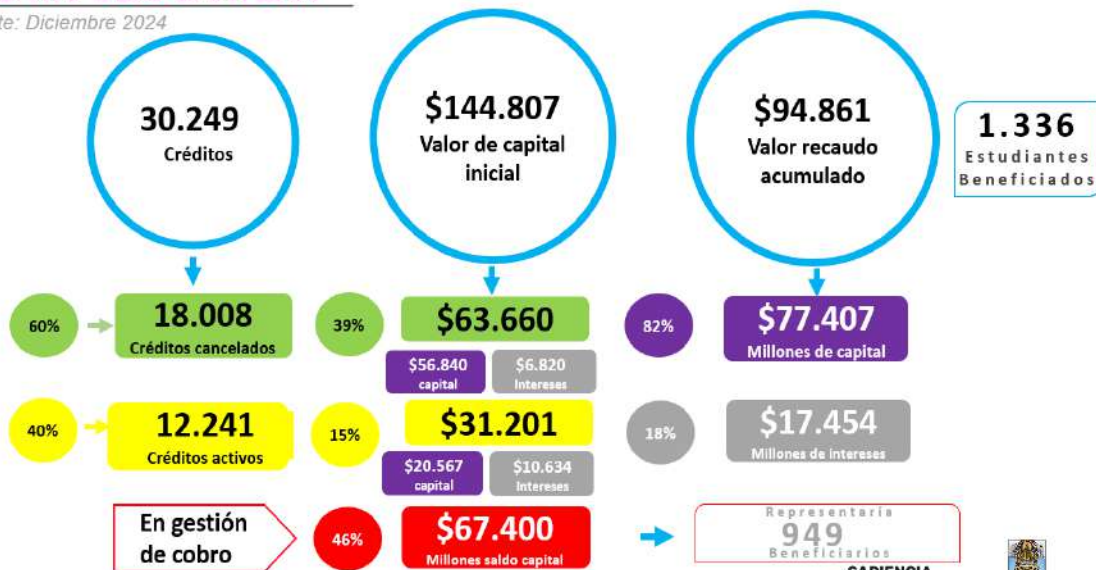 te: Diciembre 2024
30.249
Créditos
$144.807
Valor de capital
inicial
$94.861
Valor recaudo
acumulado
1.336
Estudiantes
Beneficiados
60%
18.008
Créditos cancelados
39%
$63.660
$56.840
capital
$6.820
Intereses
82%
$77.407
Millones de capital
40%
12.241
Créditos activos
15%
$31.201
$20.567
capital
$10.634
Intereses
18%
$17.454
Millones de intereses
En gestión
de cobro
46%
$67.400
Millones saldo capital
Representaría
949
Beneficiarios